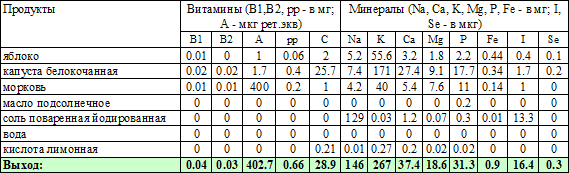 Продукты Витамины (B1,B2, pp - в мг; А - мкг рет.экв) Минералы (Na, Ca, K, Mg, P, Fe - в мг; I, Se - в мкг)
B1 B2 A pp C Na K Ca Mg P Fe I Se
яблоко 0.01 0 1 0.06 2 5.2 55.6 3.2 1.8 2.2 0.44 0.4 0.1
капуста белокочанная 0.02 0.02 1.7 0.4 25.7 7.4 171 27.4 9.1 17.7 0.34 1.7 0.2
морковь 0.01 0.01 400 0.2 1 4.2 40 5.4 7.6 11 0.14 1 0
масло подсолнечное 0 0 0 0 0 0 0 0 0 0.2 0 0 0
соль поваренная йодированная 0 0 0 0 0 129 0.03 1.2 0.07 0.3 0.01 13.3 0
вода 0 0 0 0 0 0 0 0 0 0 0 0 0
кислота лимонная 0 0 0 0 0.21 0.01 0.27 0.2 0.02 0.02 0 0 0
Выход: 0.04 0.03 402.7 0.66 28.9 146 267 37.4 18.6 31.3 0.9 16.4 0.3